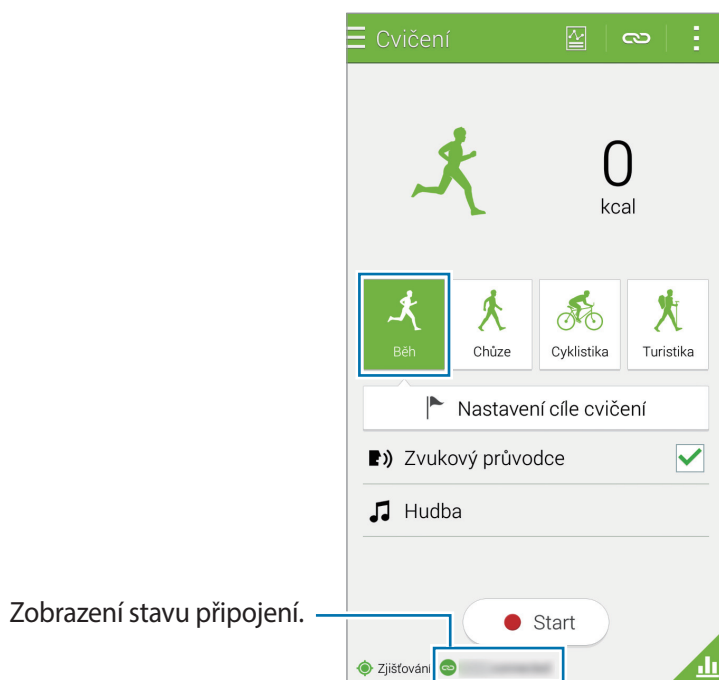 Cvičení
0
kcal
Běh
Chůze
Cyklistika
Turistika
Nastavení cíle cvičení
Zvukový průvodce
Hudba
Zobrazení stavu připojení.
Start
Zjišťování